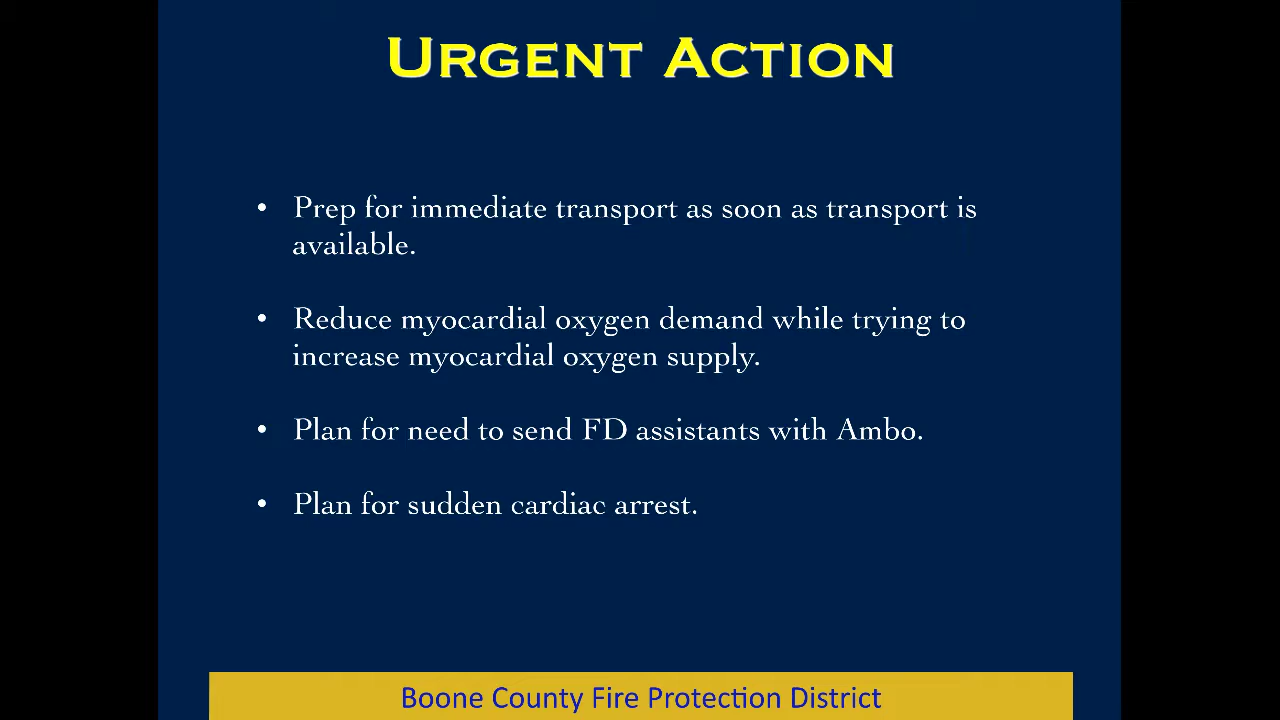 URGENT ACTION
• Prep for immediate transport as soon as transport is
available.
• Reduce myocardial oxygen demand while trying to
increase myocardial oxygen supply.
• Plan for need to send FD assistants with Ambo.
• Plan for sudden cardiac arrest.
Boone County Fire Protection District